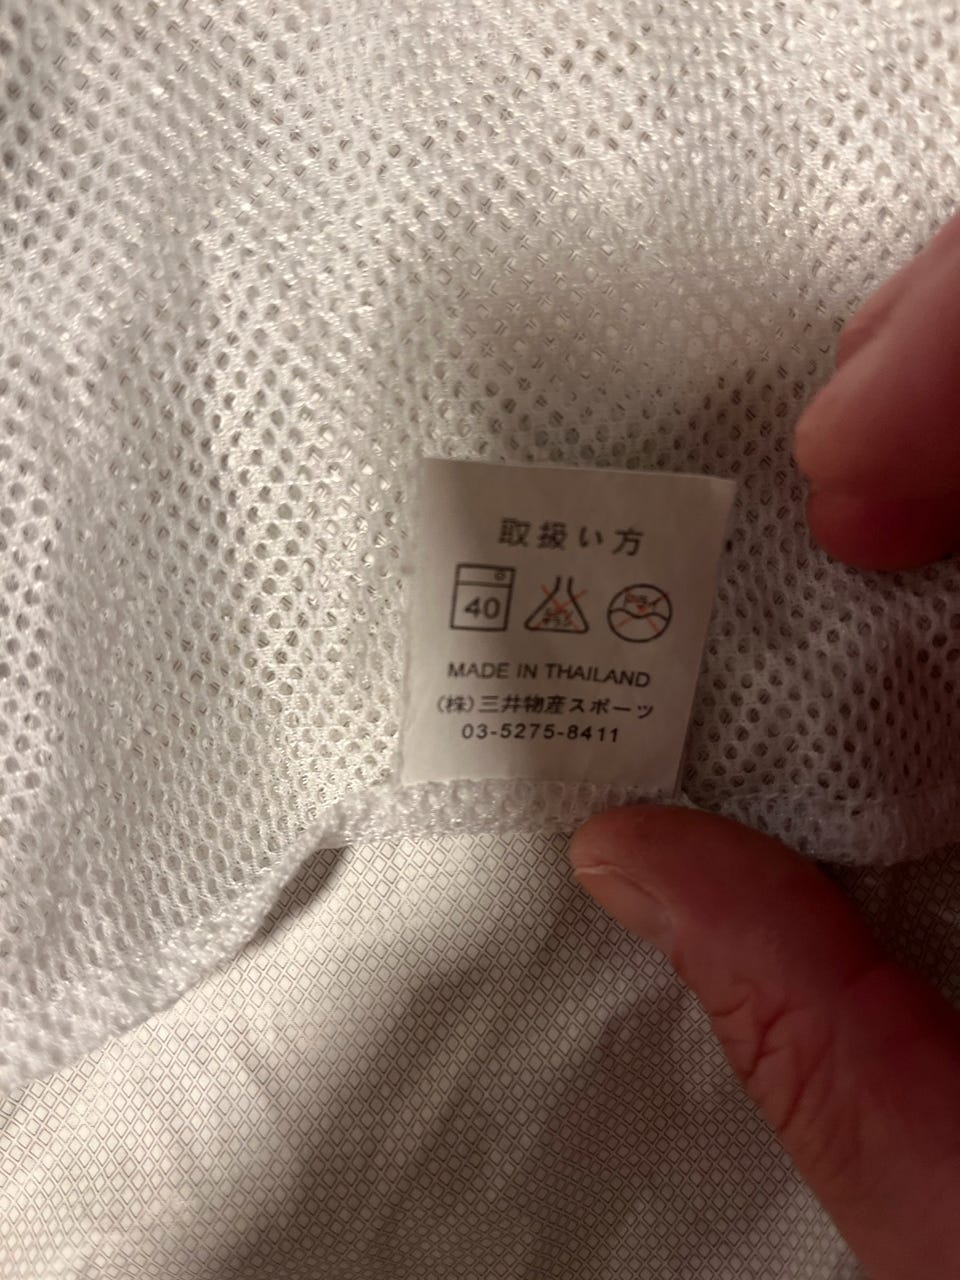 取扱い方
40
MADE IN THAILAND
(株)三井物産スポーツ
03-5275-8411